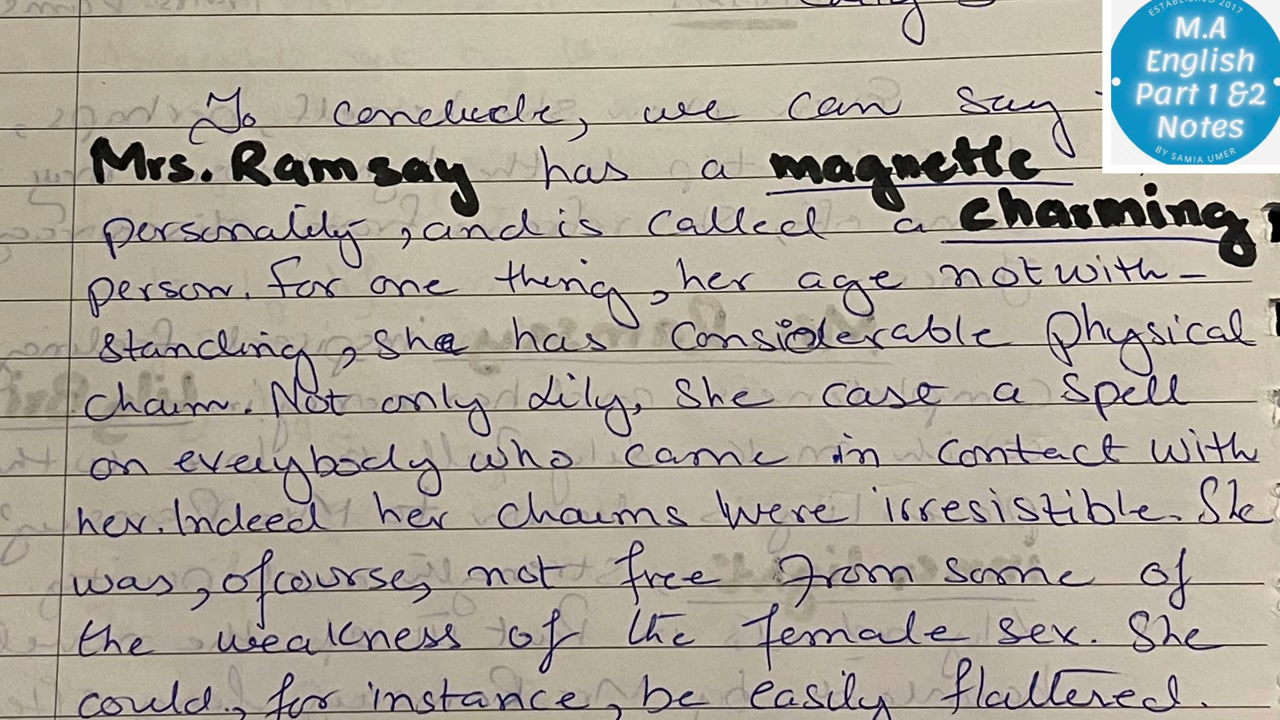 To conclude, we can say
Mrs. Ramsay has a magnetic
personality, and is called a charming
person. For one thing, her age notwith-
standing, she has considerable physical
charm. Not only Lily, She case a spell
on everybody who came in contact with
her. Indeed her charms were irresistible. She
was, ofcourse, not free from some of
the weakness of the female sex. She
could, for instance, be easily flattered.
ESTABLISHED 2017
M.A
English
Part 1 &2
Notes
BY SAMIA UMER